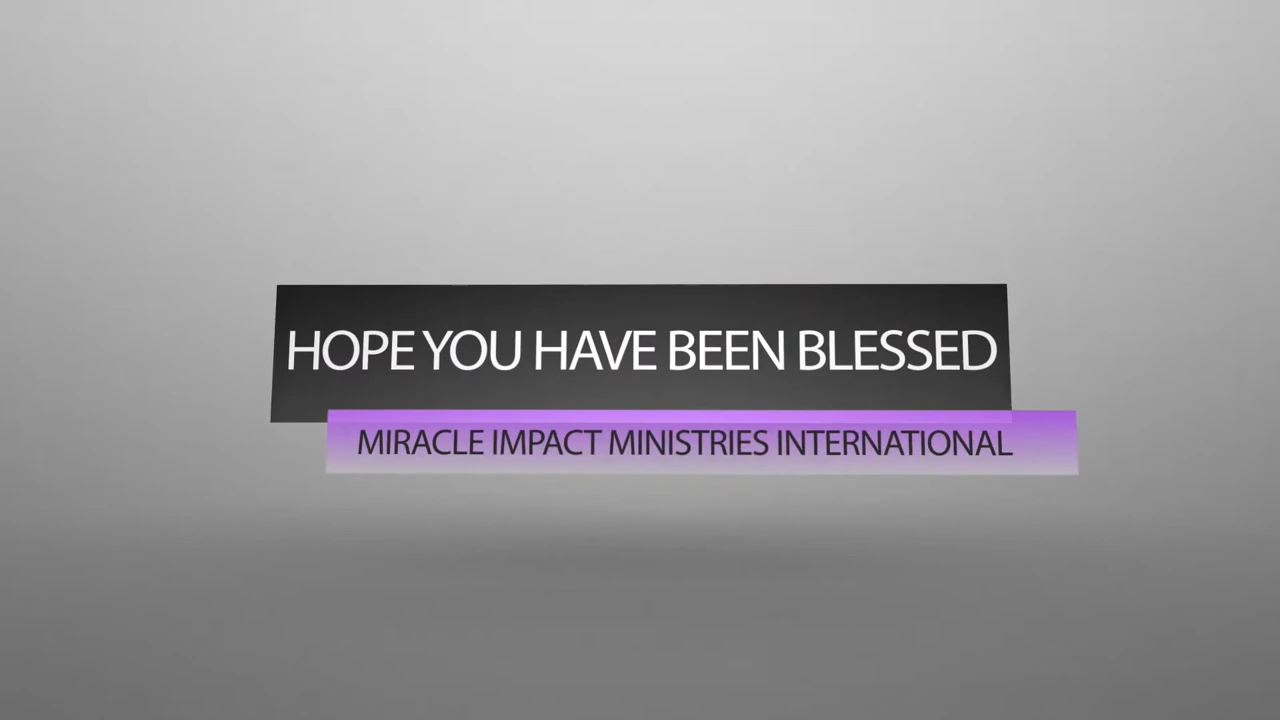 HOPE YOU HAVE BEEN BLESSED
MIRACLE IMPACT MINISTRIES INTERNATIONAL